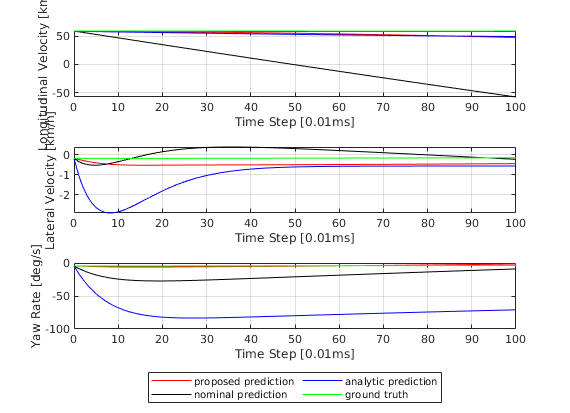 Longitudinal Velocity [km
50
0
-50
0 10 20 30 40 50 60 70 80 90 100
Time Step [0.01ms]
Lateral Velocity [km/h]
0
-1
-2
0 10 20 30 40 50 60 70 80 90 100
Time Step [0.01ms]
Yaw Rate [deg/s]
0
-50
-100
0 10 20 30 40 50 60 70 80 90 100
Time Step [0.01ms]
proposed prediction analytic prediction
nominal prediction ground truth